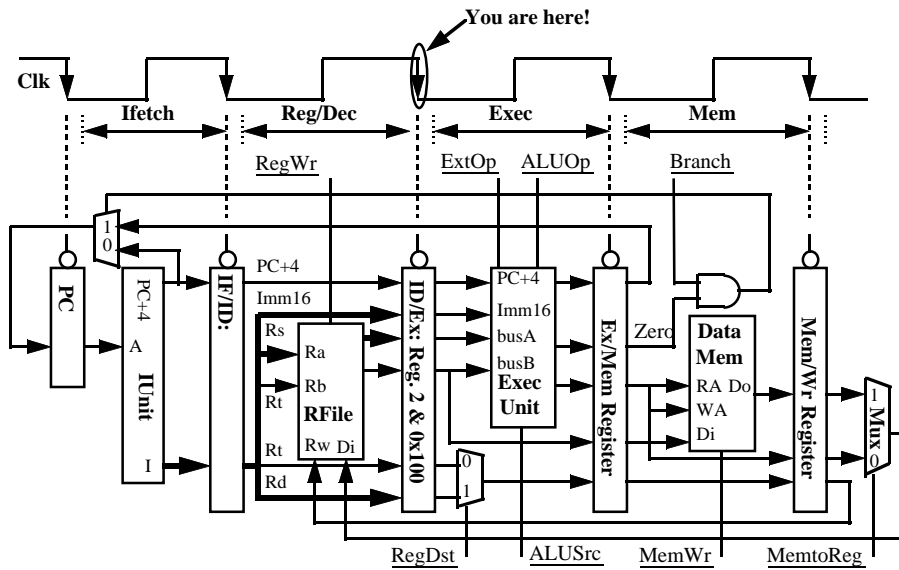 You are here!
Clk
Ifetch
Reg/Dec
Exec
Mem
RegWr
ExtOp
ALUOp
Branch
1
0
PC+4
Imm16
Rs
Rt
Rt
Rd
PC
PC+4
A
IUnit
I
IF/ID:
Ra
Rb
RFile
Rw
Di
ID/Ex: Reg. 2 & 0x100
0
1
PC+4
Imm16
busA
busB
Exec
Unit
Ex/Mem Register
Zero
Data
Mem
RA Do
WA
Di
Mem/Wr Register
1
Mux
0
RegDst
ALUSrc
MemWr
MemtoReg